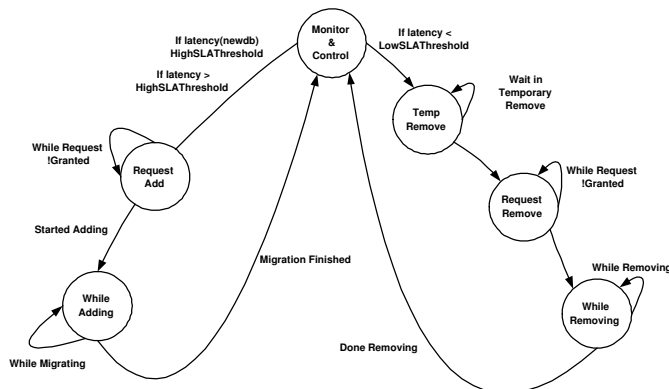 Monitor
&
Control
If latency(newdb)
HighSLAThreshold
If latency >
HighSLAThreshold
If latency <
LowSLAThreshold
Wait in
Temporary
Remove
Temp
Remove
While Request
!Granted
Request
Add
While Request
!Granted
Request
Remove
Started Adding
Migration Finished
While Removing
While
Adding
While
Removing
Done Removing
While Migrating